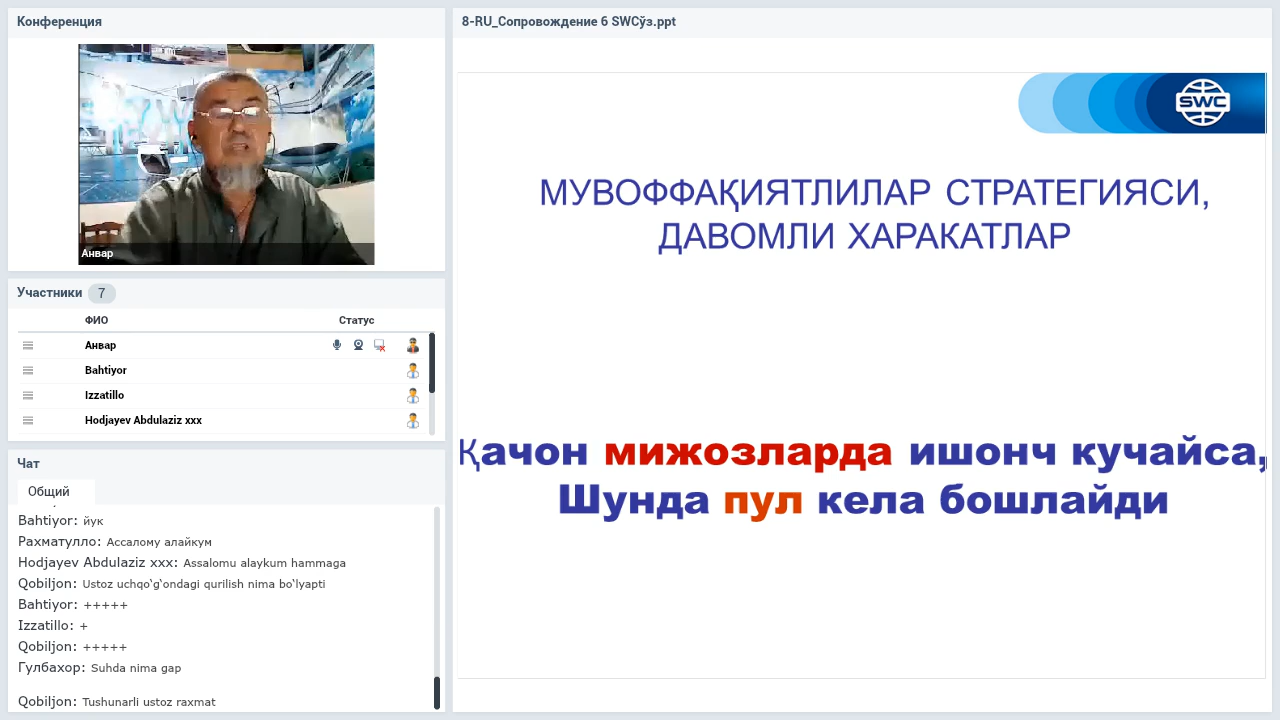 Конференция
Анвар
Участники 7
ФИО Статус
Анвар
Bahtiyor
Izzatillo
Hodjayev Abdulaziz xxx
Чат
Общий
Bahtiyor: йук
Рахматулло: Ассалому алайкум
Hodjayev Abdulaziz xxx: Assalomu alaykum hammaga
Qobiljon: Ustoz uchqo'g'ondagi qurilish nima bo'lyapti
Bahtiyor: +++++
Izzatillo: +
Qobiljon: +++++
Гулбахор: Suhda nima gap
Qobiljon: Tushunarli ustoz raxmat
8-RU_Сопровождение 6 SWCўз.ppt
SWC
МУВОФФАҚИЯТЛИЛАР СТРАТЕГИЯСИ,
ДАВОМЛИ ХАРАКАТЛАР
Қачон мижозларда ишонч кучайса,
Шунда пул кела бошлайди